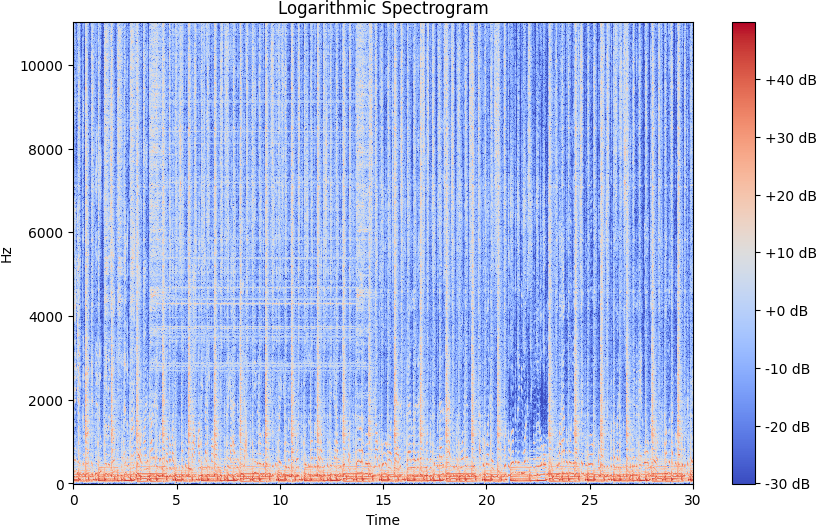 Logarithmic Spectrogram
Hz
10000
8000
6000
4000
2000
0
0 5 10 15 20 25 30
Time
+40 dB
+30 dB
+20 dB
+10 dB
+0 dB
-10 dB
-20 dB
-30 dB